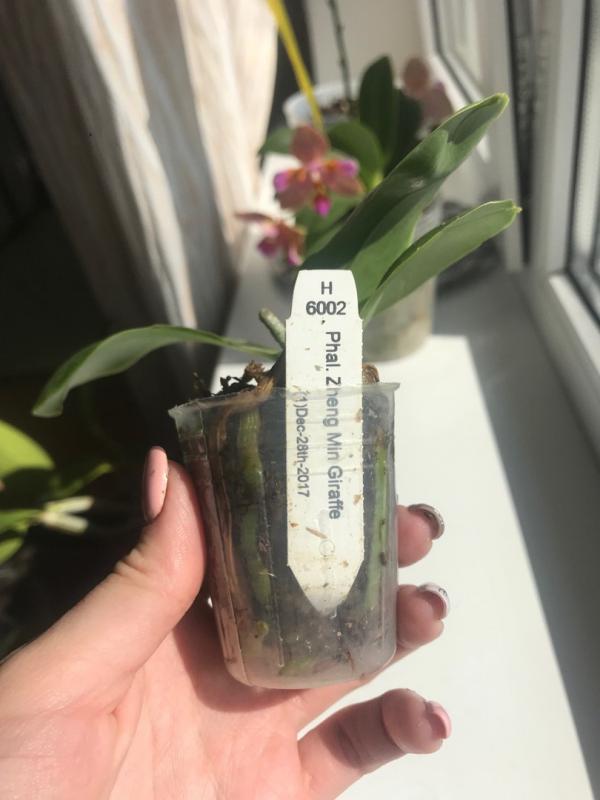 H
6002
Phal. Zheng Min Giraffe
(1)Dec-28th-2017